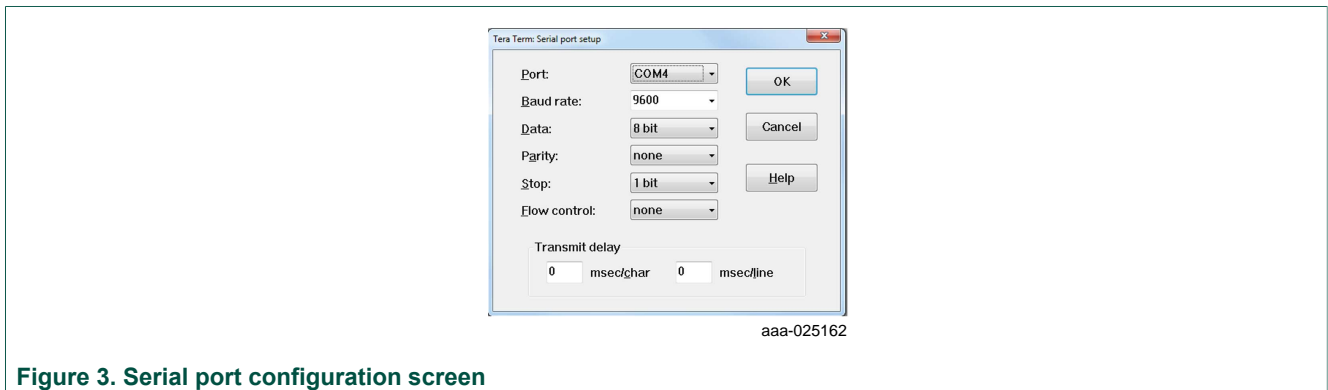 Tera Term: Serial port setup
Port: COM4
OK
Baud rate: 9600
Data: 8 bit
Cancel
Parity: none
Stop: 1 bit
Help
Flow control: none
Transmit delay
0 msec/char 0 msec/line
aaa-025162
Figure 3. Serial port configuration screen